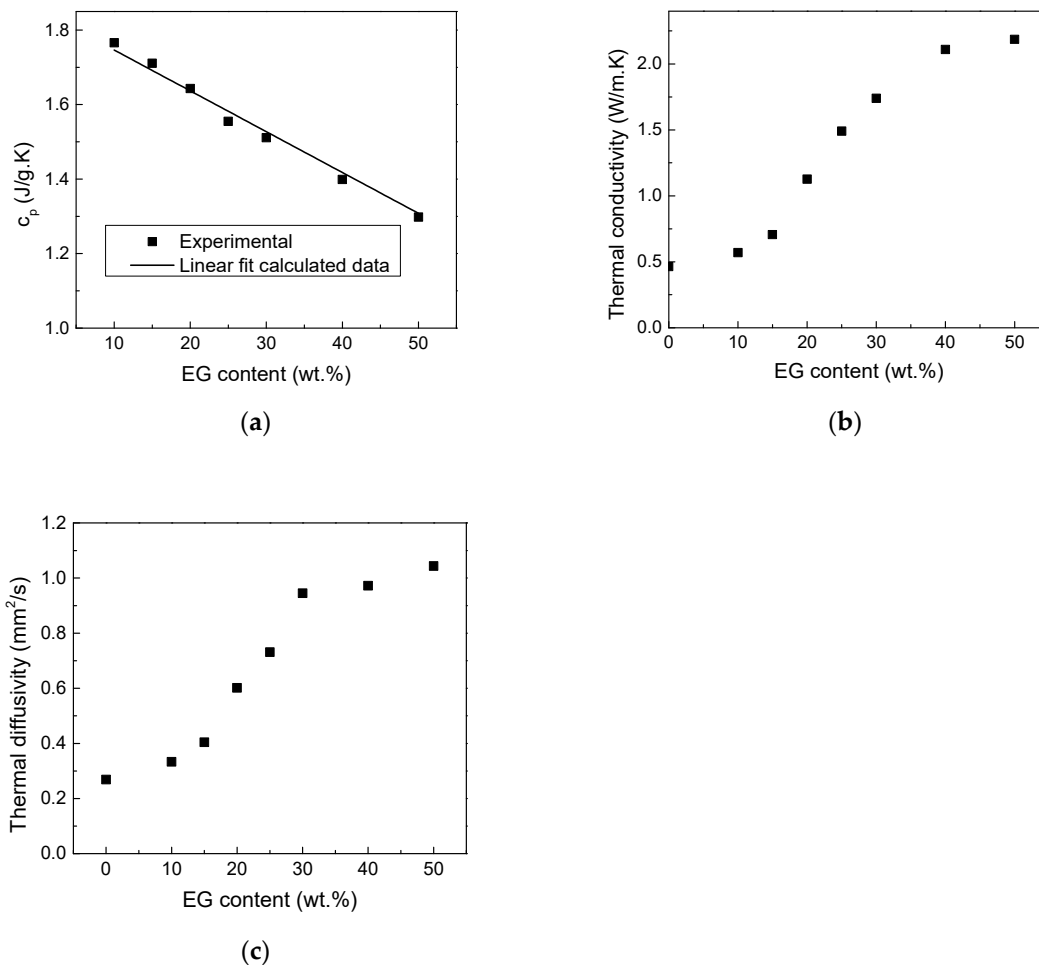 1.8
1.6
1.4
1.2
1.0
c_p (J/g.K)
Experimental
Linear fit calculated data
10 20 30 40 50
EG content (wt.%)
(a)
2.0
1.5
1.0
0.5
0.0
Thermal conductivity (W/m.K)
0 10 20 30 40 50
EG content (wt.%)
(b)
1.2
1.0
0.8
0.6
0.4
0.2
0.0
Thermal diffusivity (mm²/s)
0 10 20 30 40 50
EG content (wt.%)
(c)